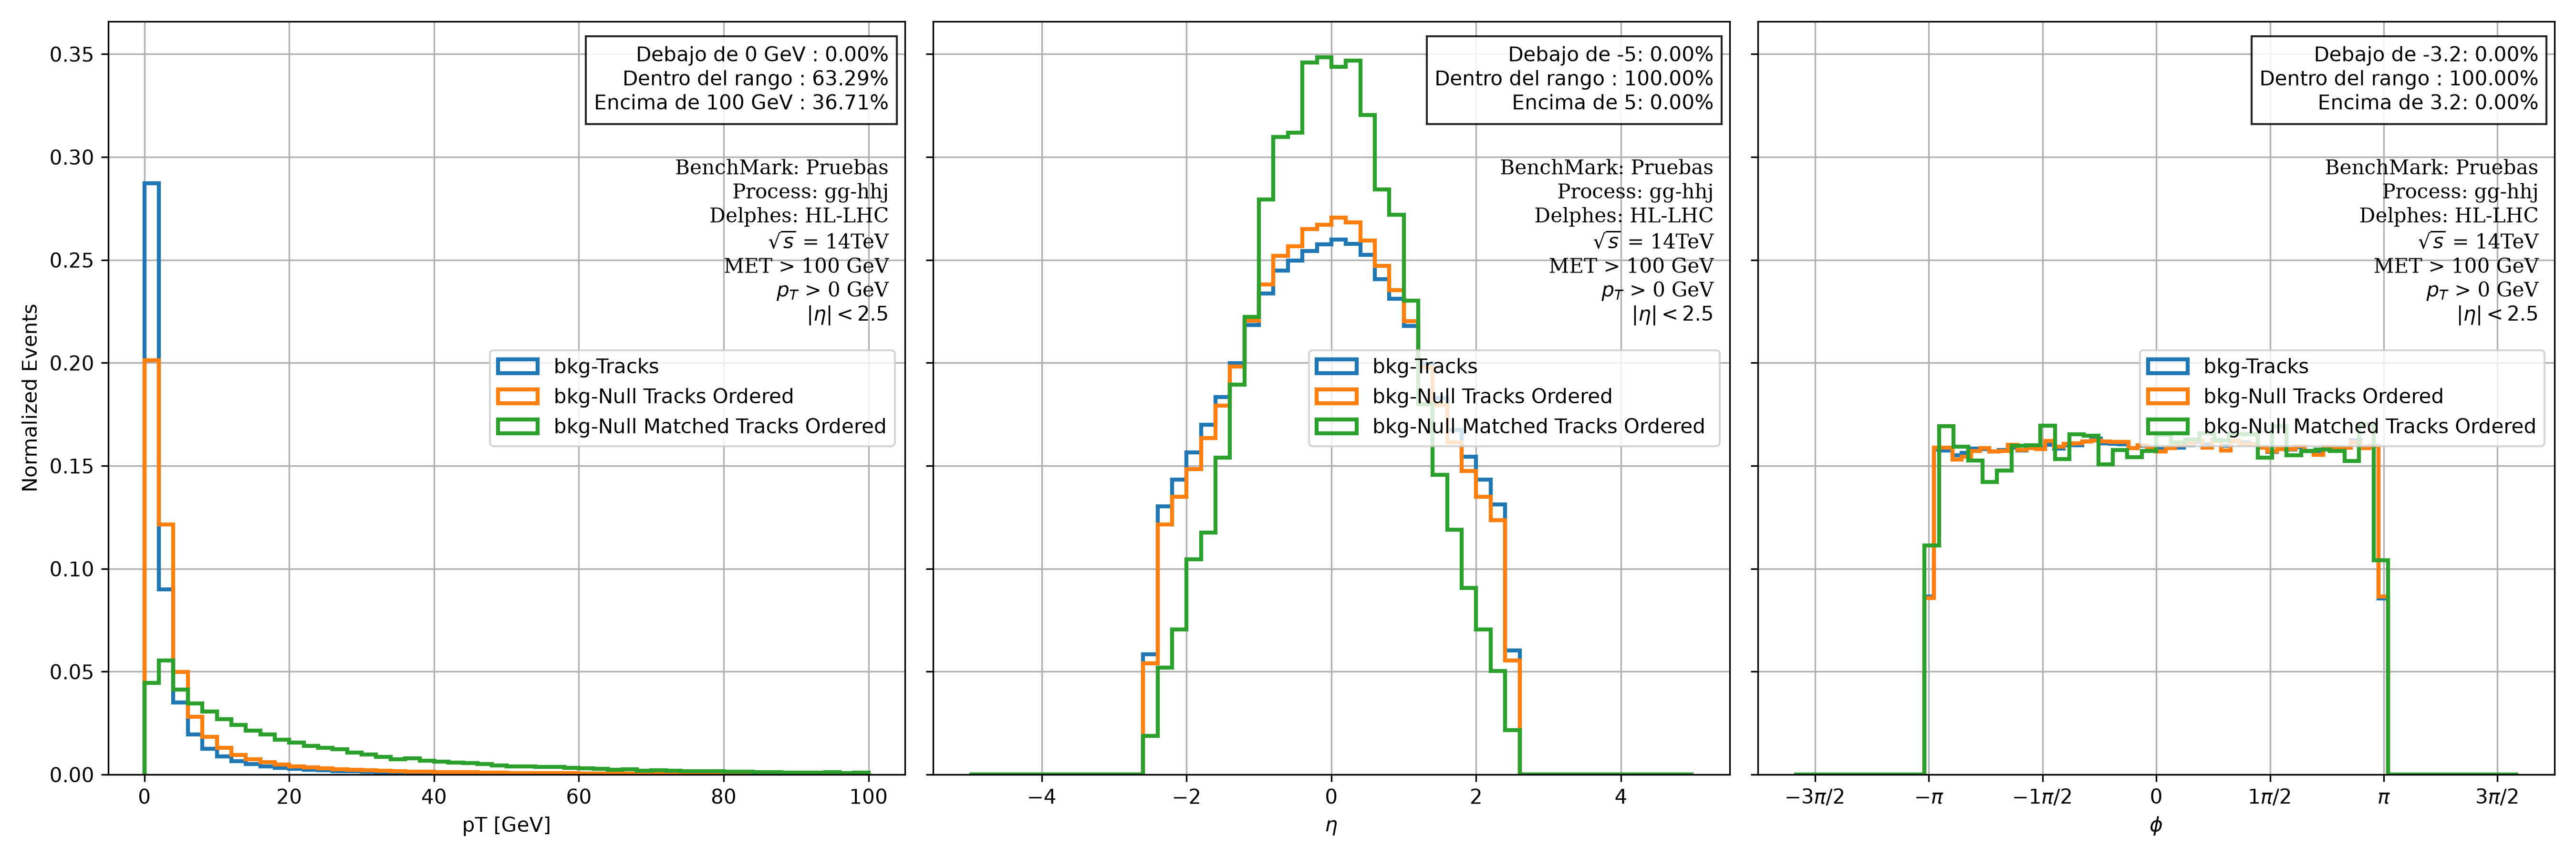 Normalized Events
0.35
0.30
0.25
0.20
0.15
0.10
0.05
0.00
Debajo de 0 GeV : 0.00%
Dentro del rango : 63.29%
Encima de 100 GeV : 36.71%
BenchMark: Pruebas
Process: gg-hhj
Delphes: HL-LHC
√s = 14TeV
MET > 100 GeV
p_T > 0 GeV
|η| < 2.5
bkg-Tracks
bkg-Null Tracks Ordered
bkg-Null Matched Tracks Ordered
0 20 40 60 80 100
pT [GeV]
Debajo de -5: 0.00%
Dentro del rango : 100.00%
Encima de 5: 0.00%
BenchMark: Pruebas
Process: gg-hhj
Delphes: HL-LHC
√s = 14TeV
MET > 100 GeV
p_T > 0 GeV
|η| < 2.5
bkg-Tracks
bkg-Null Tracks Ordered
bkg-Null Matched Tracks Ordered
−4 −2 0 2 4
η
Debajo de -3.2: 0.00%
Dentro del rango : 100.00%
Encima de 3.2: 0.00%
BenchMark: Pruebas
Process: gg-hhj
Delphes: HL-LHC
√s = 14TeV
MET > 100 GeV
p_T > 0 GeV
|η| < 2.5
bkg-Tracks
bkg-Null Tracks Ordered
bkg-Null Matched Tracks Ordered
−3π/2 −π −1π/2 0 1π/2 π 3π/2
ϕ